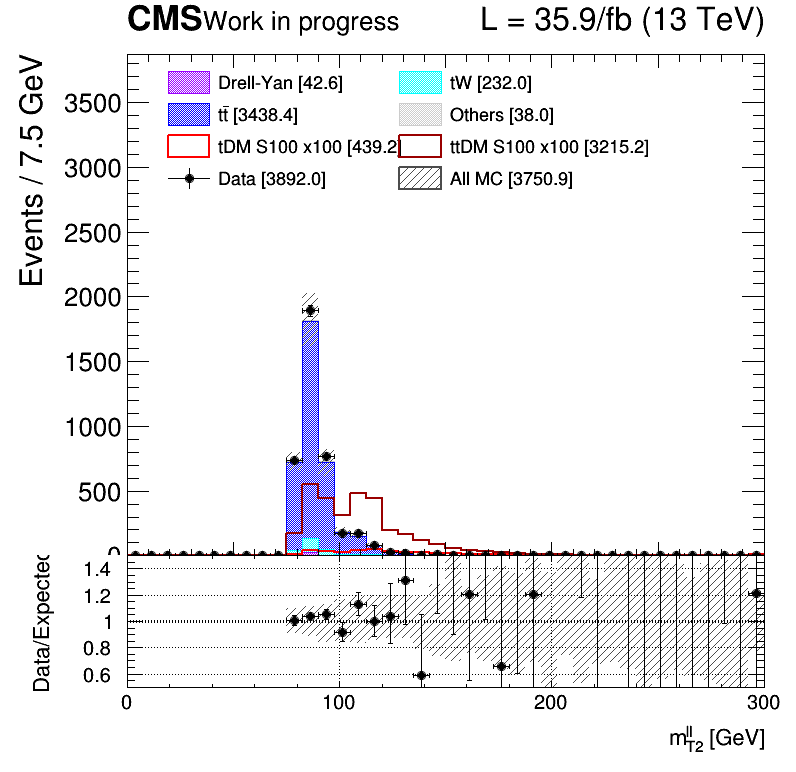 CMS Work in progress L = 35.9/fb (13 TeV)
Events / 7.5 GeV
3500
3000
2500
2000
1500
1000
500
0
Drell-Yan [42.6] tW [232.0]
tt̄ [3438.4] Others [38.0]
tDM S100 x100 [439.2] ttDM S100 x100 [3215.2]
Data [3892.0] All MC [3750.9]
Data/Expected
1.4
1.2
1
0.8
0.6
0 100 200 300
m_{T2}^{ll} [GeV]